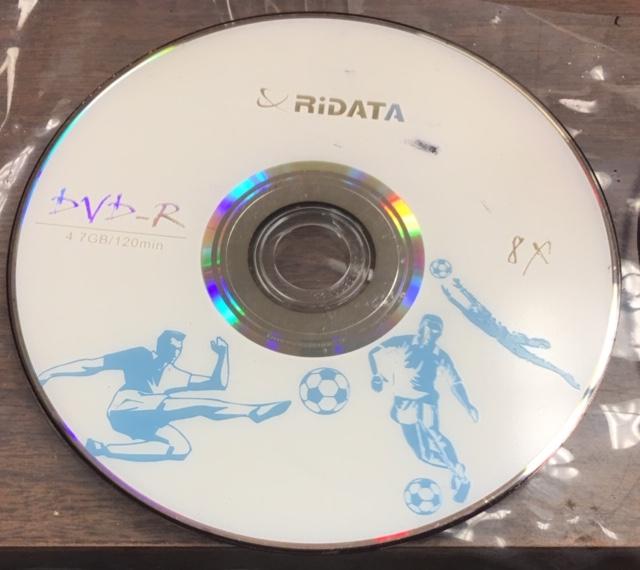 RiDATA
DVD-R
4.7GB/120min
8X